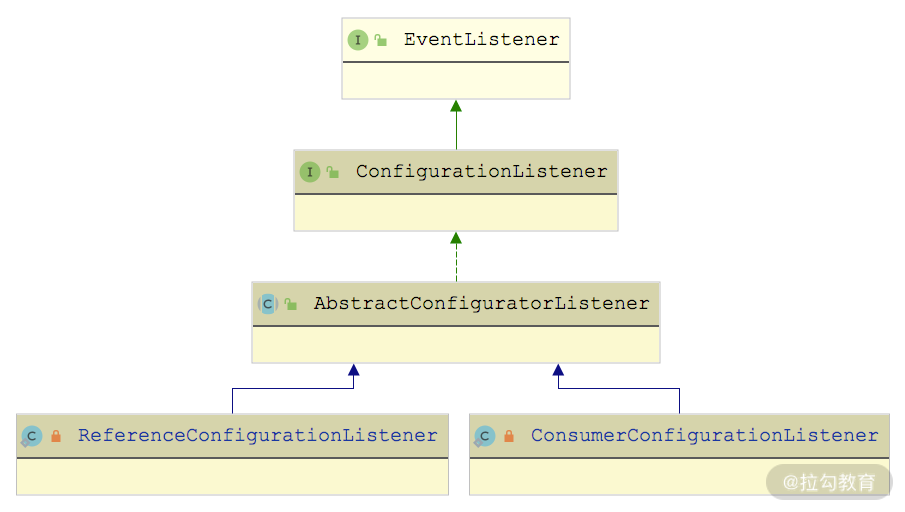 I EventListener
I ConfigurationListener
C AbstractConfiguratorListener
C ReferenceConfigurationListener
C ConsumerConfigurationListener
@拉勾教育